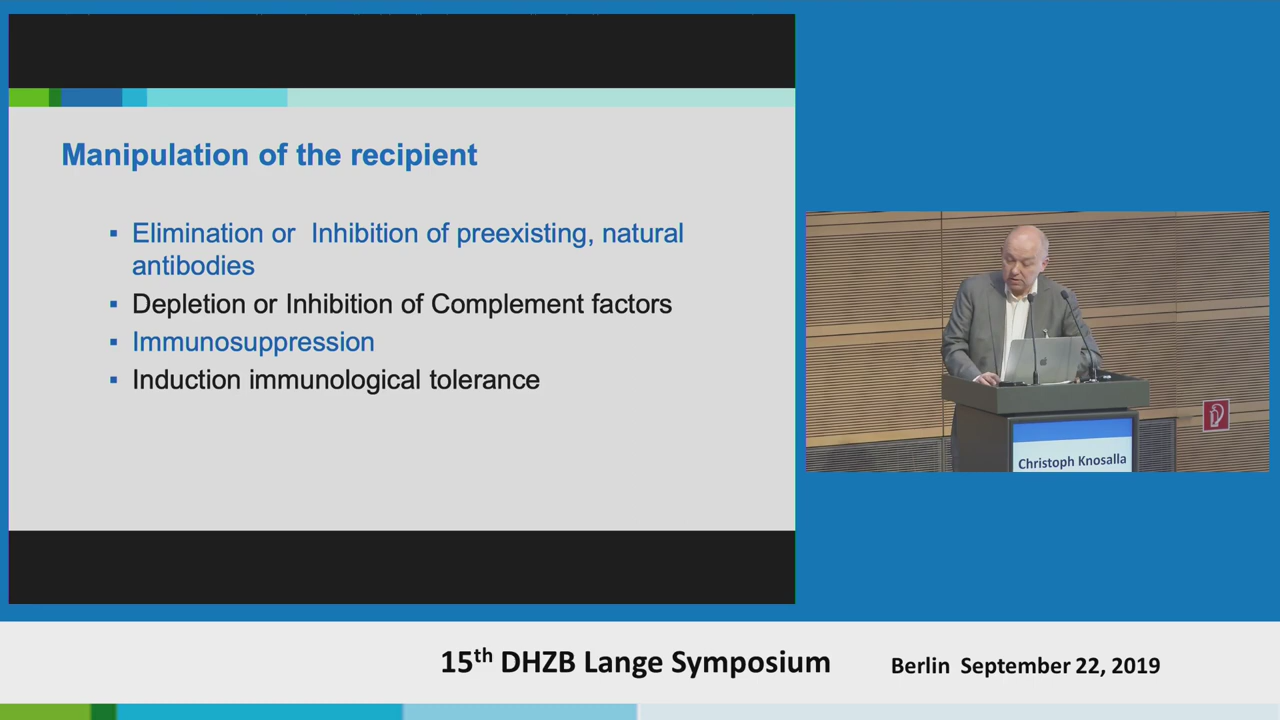 Manipulation of the recipient
▪ Elimination or Inhibition of preexisting, natural
antibodies
▪ Depletion or Inhibition of Complement factors
▪ Immunosuppression
▪ Induction immunological tolerance
Christoph Knosalla
15th DHZB Lange Symposium
Berlin September 22, 2019